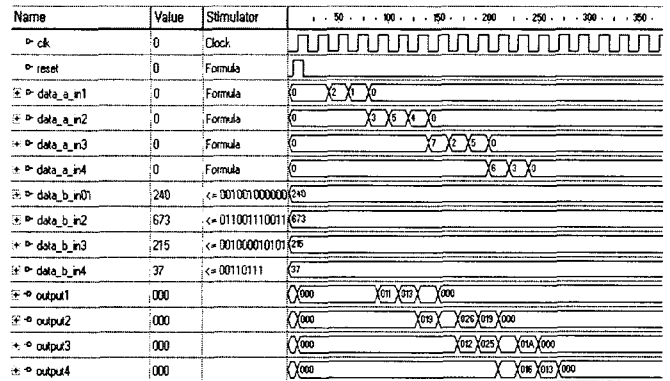 Name Value Stimulator 50 100 150 200 250 300 350
clk 0 Clock
reset 0 Formula
data_a_in1 0 Formula 0 2 1 0
data_a_in2 0 Formula 0 3 5 4 0
data_a_in3 0 Formula 0 7 2 5 0
data_a_in4 0 Formula 0 6 3 0
data_b_in01 240 <= 001001000000 240
data_b_in2 673 <= 011001110011 673
data_b_in3 215 <= 001000010101 215
data_b_in4 37 <= 00110111 37
output1 000 000 011 013 000
output2 000 000 013 026 019 000
output3 000 000 012 025 01A 000
output4 000 000 016 013 000